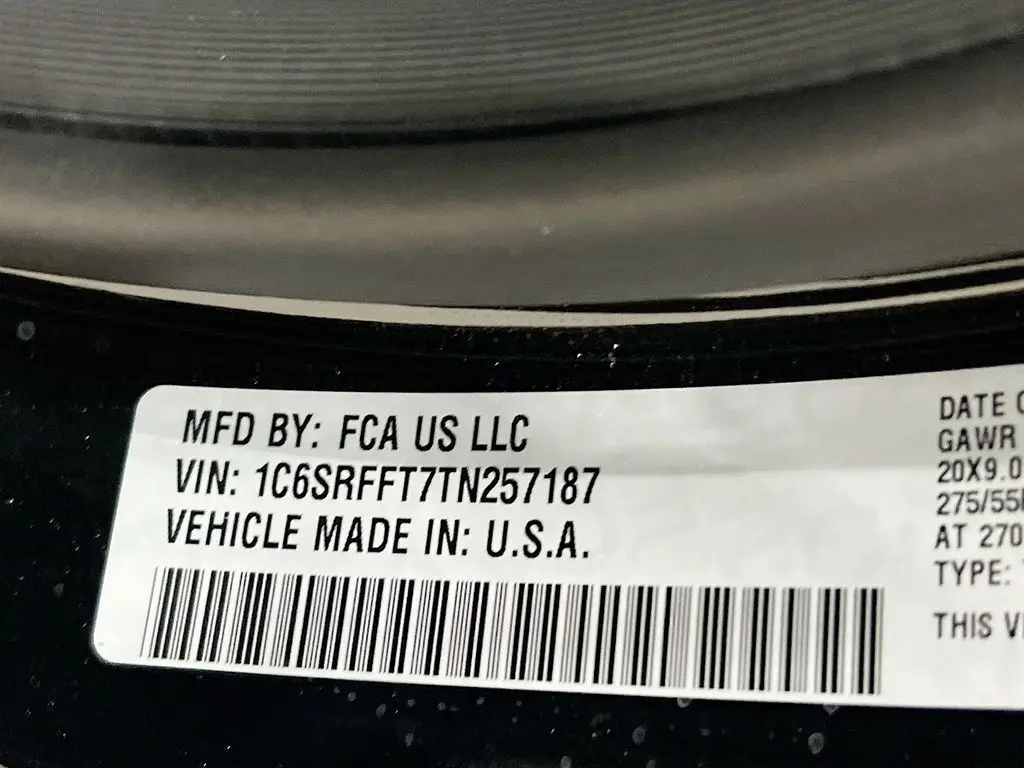 MFD BY: FCA US LLC
VIN: 1C6SRFFT7TN257187
VEHICLE MADE IN: U.S.A.
DATE
GAWR
20X9.0
275/55
AT 270
TYPE:
THIS